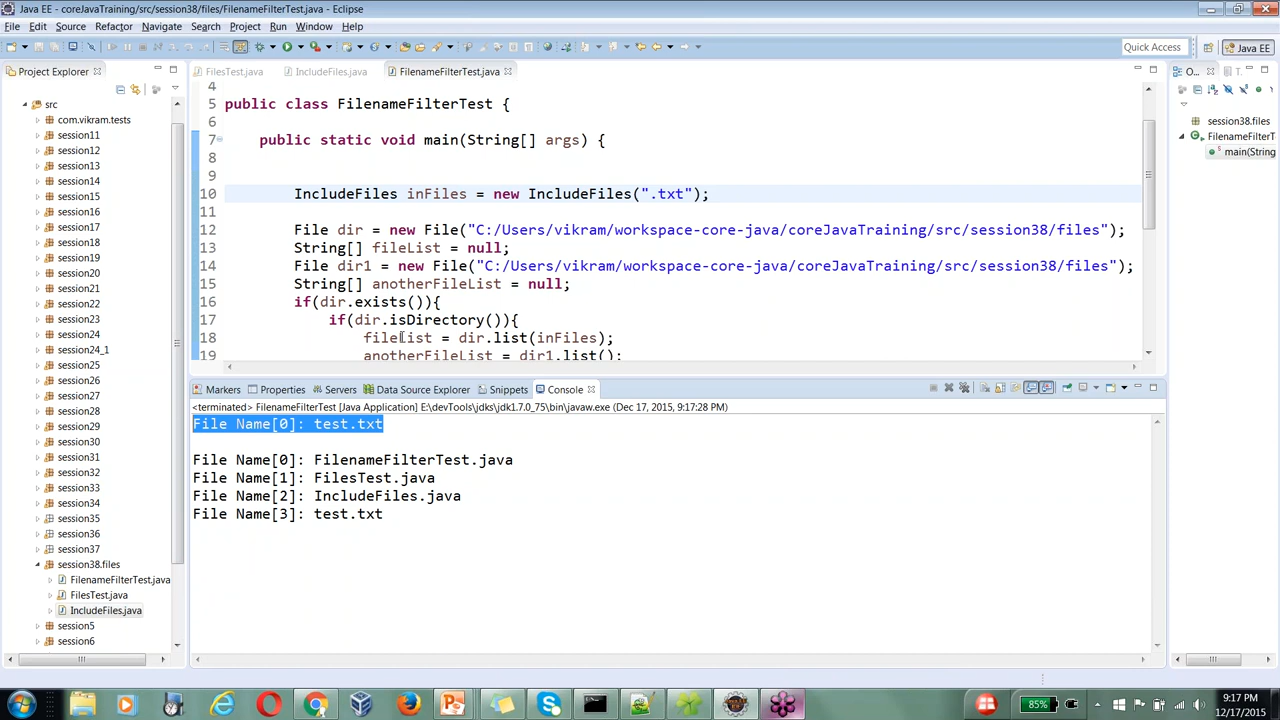 Java EE - coreJavaTraining/src/session38/files/FilenameFilterTest.java - Eclipse
File Edit Source Refactor Navigate Search Project Run Window Help
Quick Access
Java EE
Project Explorer
FilesTest.java
IncludeFiles.java
FilenameFilterTest.java
O...
T.
src
com.vikram.tests
session11
session12
session13
session14
session15
session16
session17
session18
session19
session20
session21
session22
session23
session24
session24_1
session25
session26
session27
session28
session29
session30
session31
session32
session33
session34
session35
session36
session37
session38.files
FilenameFilterTest.java
FilesTest.java
IncludeFiles.java
session5
session6
4
5 public class FilenameFilterTest {
6
7 public static void main(String[] args) {
8
9
10 IncludeFiles inFiles = new IncludeFiles(".txt");
11
12 File dir = new File("C:/Users/vikram/workspace-core-java/coreJavaTraining/src/session38/files");
13 String[] fileList = null;
14 File dir1 = new File("C:/Users/vikram/workspace-core-java/coreJavaTraining/src/session38/files");
15 String[] anotherFileList = null;
16 if(dir.exists()){
17 if(dir.isDirectory()){
18 fileList = dir.list(inFiles);
19 anotherFileList = dir1.list();
session38.files
FilenameFilterT
main(String
Markers
Properties
Servers
Data Source Explorer
Snippets
Console
<terminated> FilenameFilterTest [Java Application] E:\devTools\jdks\jdk1.7.0_75\bin\javaw.exe (Dec 17, 2015, 9:17:28 PM)
File Name[0]: test.txt
File Name[0]: FilenameFilterTest.java
File Name[1]: FilesTest.java
File Name[2]: IncludeFiles.java
File Name[3]: test.txt
85%
9:17 PM
12/17/2015